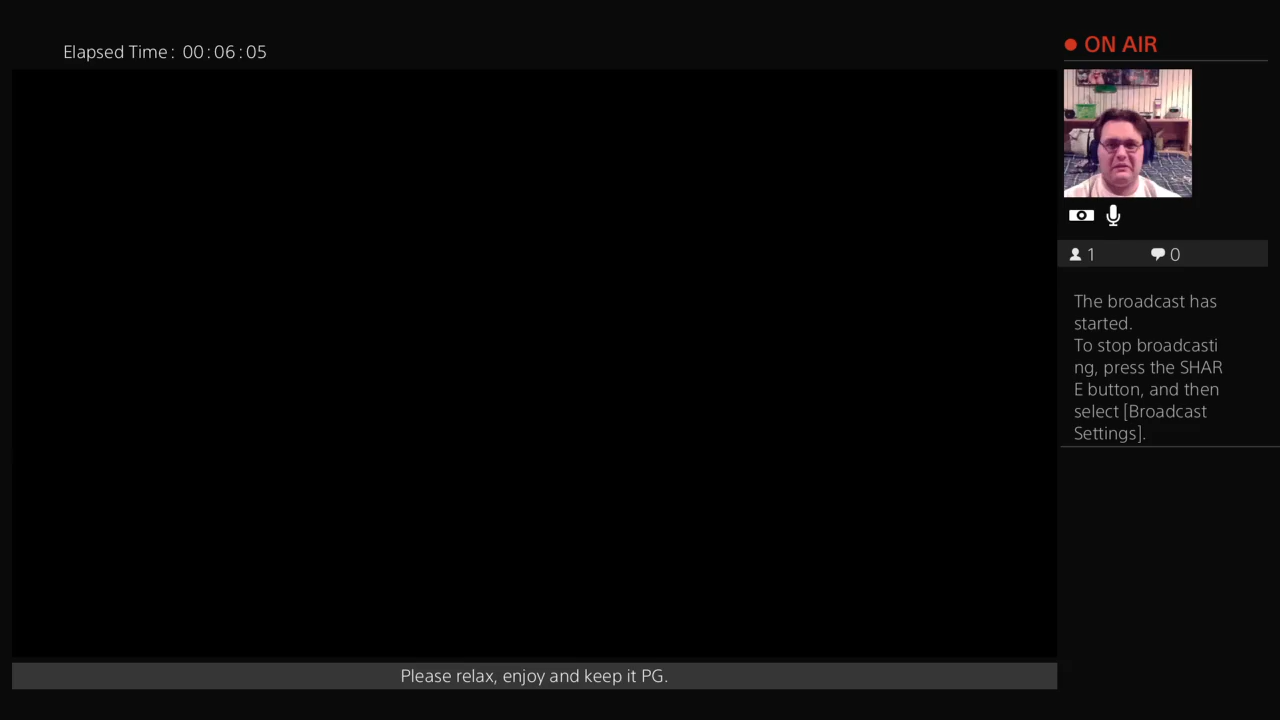 Elapsed Time: 00:06:05
ON AIR
1
0
The broadcast has
started.
To stop broadcasti
ng, press the SHAR
E button, and then
select [Broadcast
Settings].
Please relax, enjoy and keep it PG.